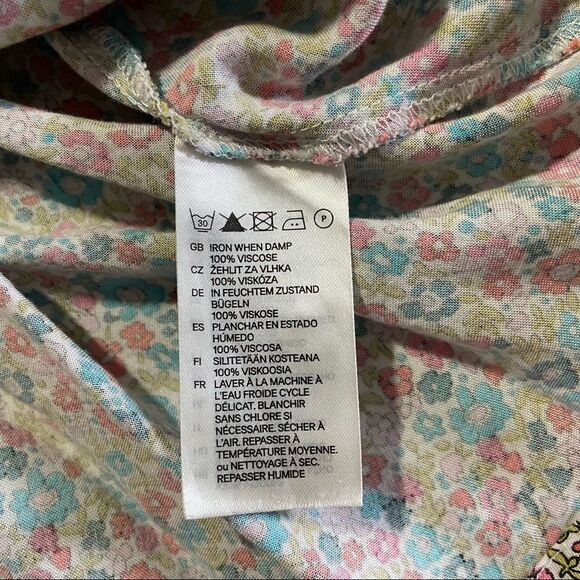 30 P
GB IRON WHEN DAMP
100% VISCOSE
CZ ŽEHLIT ZA VLHKA
100% VISKÓZA
DE IN FEUCHTEM ZUSTAND
BÜGELN
100% VISKOSE
ES PLANCHAR EN ESTADO
HÚMEDO
100% VISCOSA
FI SILITETÄÄN KOSTEANA
100% VISKOOSIA
FR LAVER À LA MACHINE À
L'EAU FROIDE CYCLE
DÉLICAT. BLANCHIR
SANS CHLORE SI
NÉCESSAIRE. SÉCHER À
L'AIR. REPASSER À
TEMPÉRATURE MOYENNE.
ou NETTOYAGE À SEC.
REPASSER HUMIDE